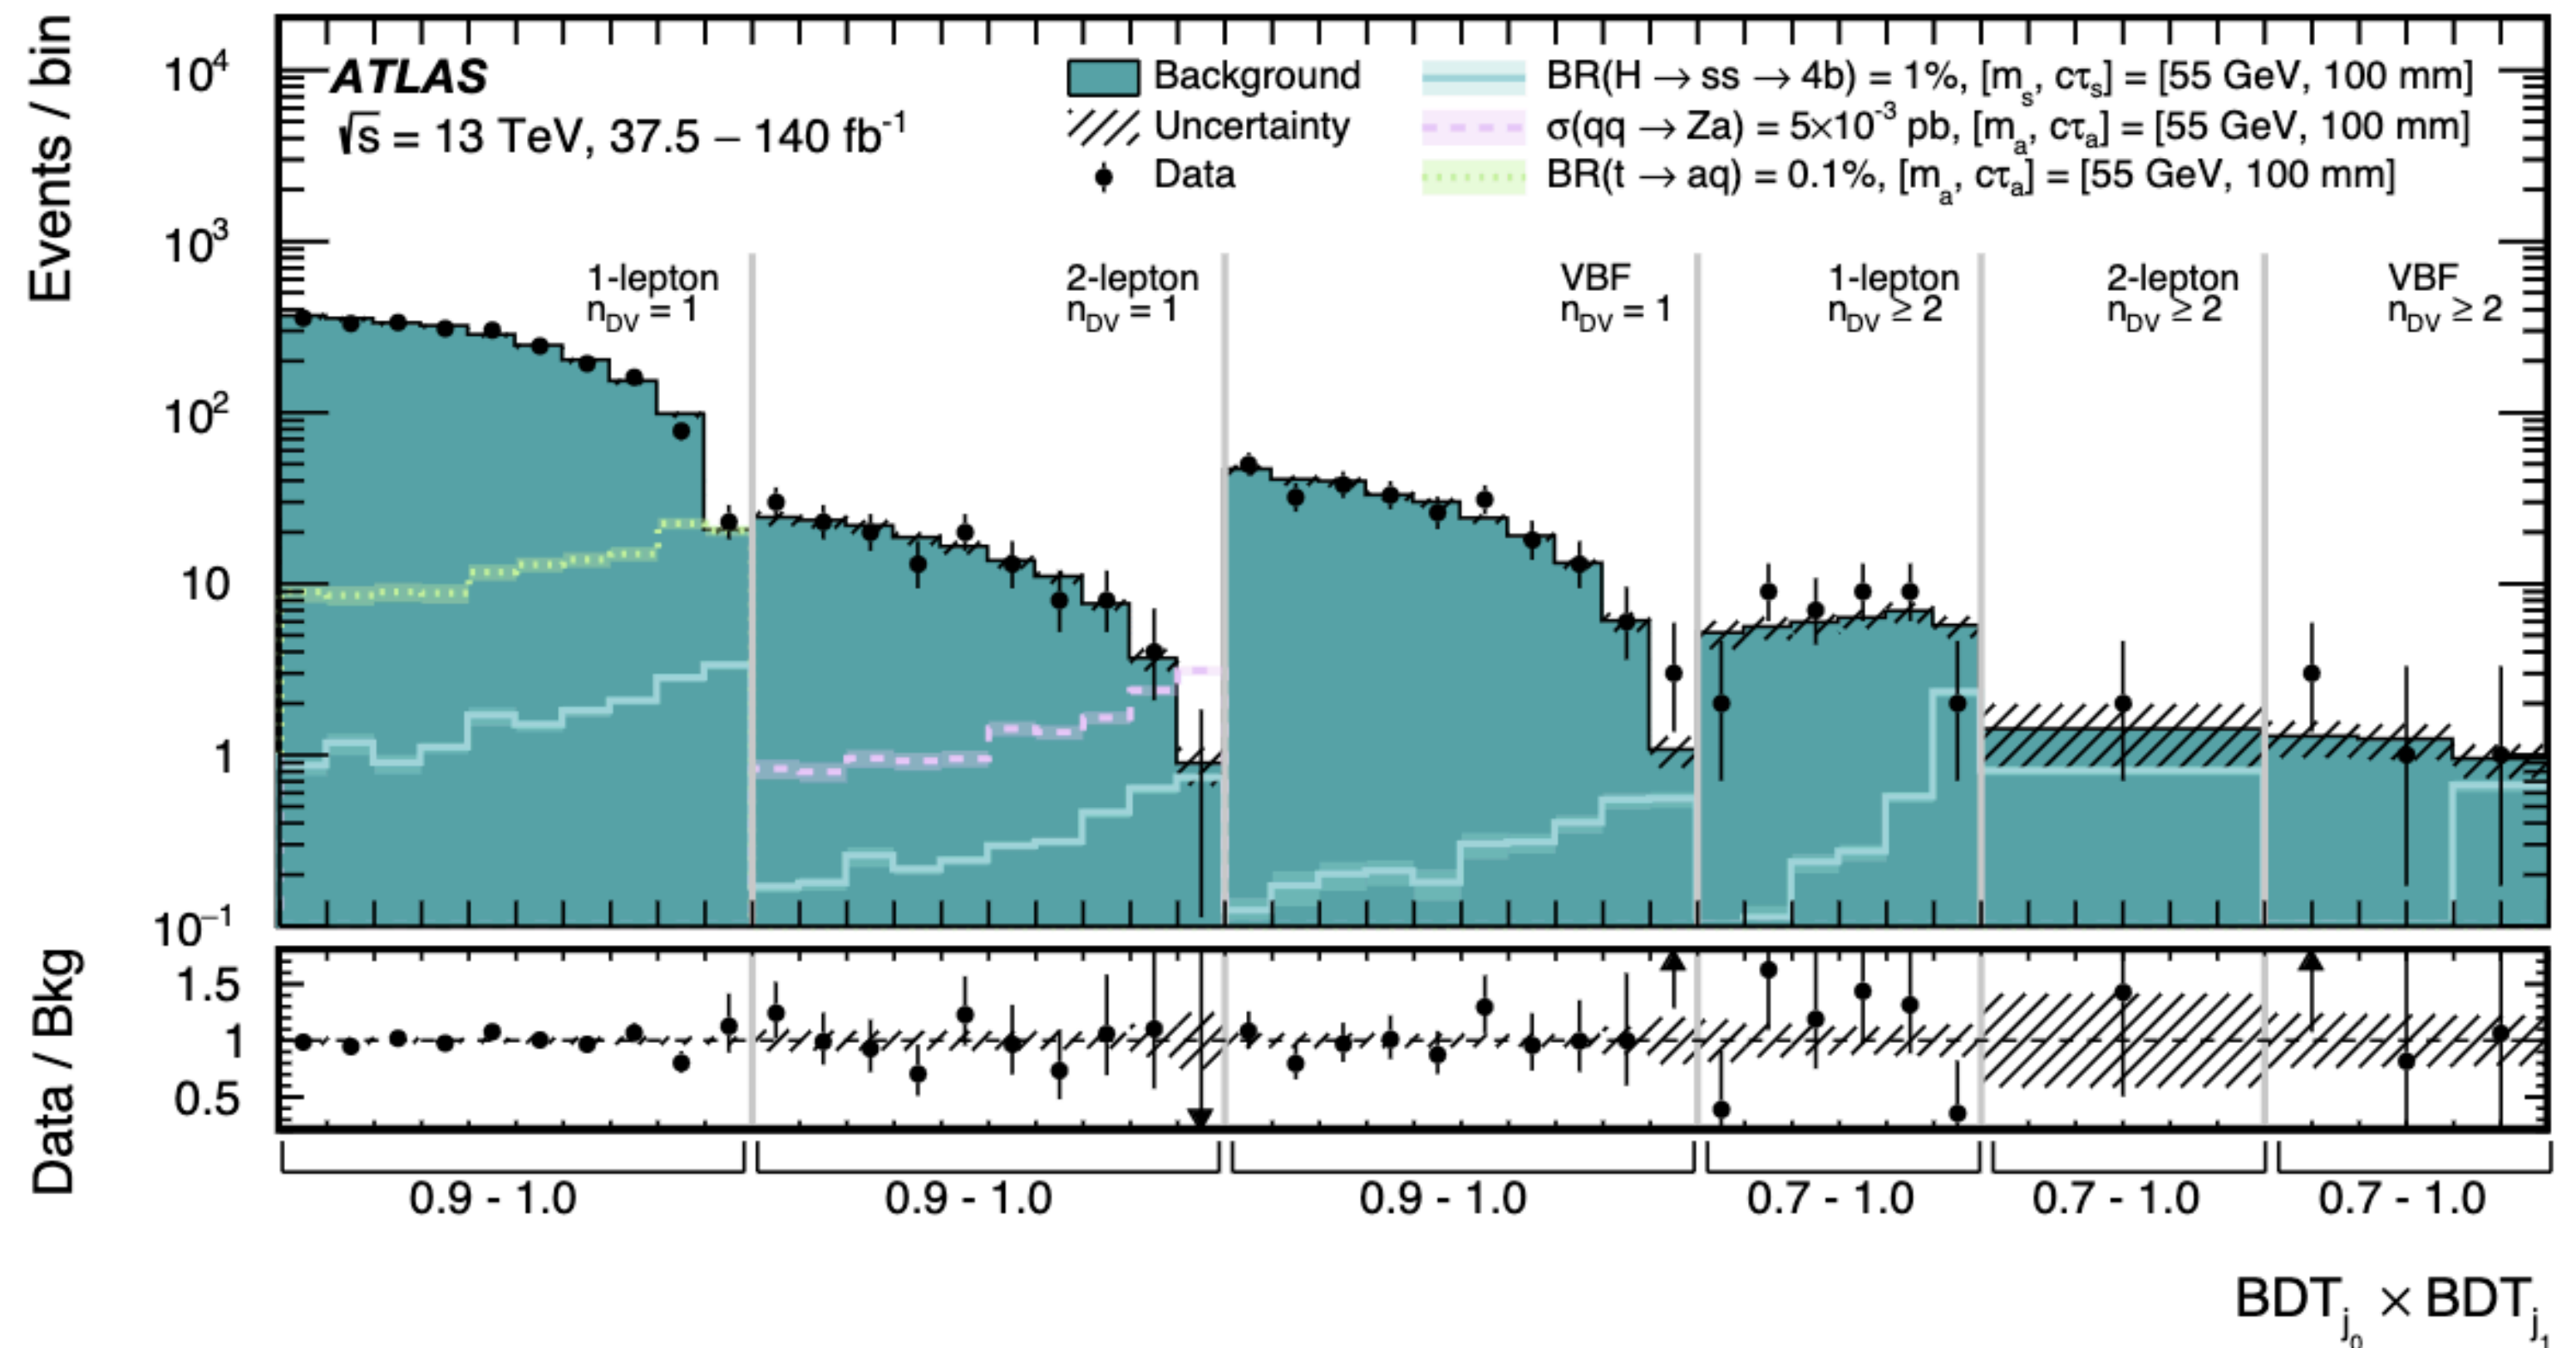 Events / bin
10⁴
10³
10²
10
1
10⁻¹
ATLAS
√s = 13 TeV, 37.5 – 140 fb⁻¹
Background
Uncertainty
Data
BR(H → ss → 4b) = 1%, [mₛ, cτₛ] = [55 GeV, 100 mm]
σ(qq → Za) = 5×10⁻³ pb, [mₐ, cτₐ] = [55 GeV, 100 mm]
BR(t → aq) = 0.1%, [mₐ, cτₐ] = [55 GeV, 100 mm]
1-lepton
n_DV = 1
2-lepton
n_DV = 1
VBF
n_DV = 1
1-lepton
n_DV ≥ 2
2-lepton
n_DV ≥ 2
VBF
n_DV ≥ 2
Data / Bkg
1.5
1
0.5
0.9 - 1.0
0.9 - 1.0
0.9 - 1.0
0.7 - 1.0
0.7 - 1.0
0.7 - 1.0
BDT_j₀ × BDT_j₁